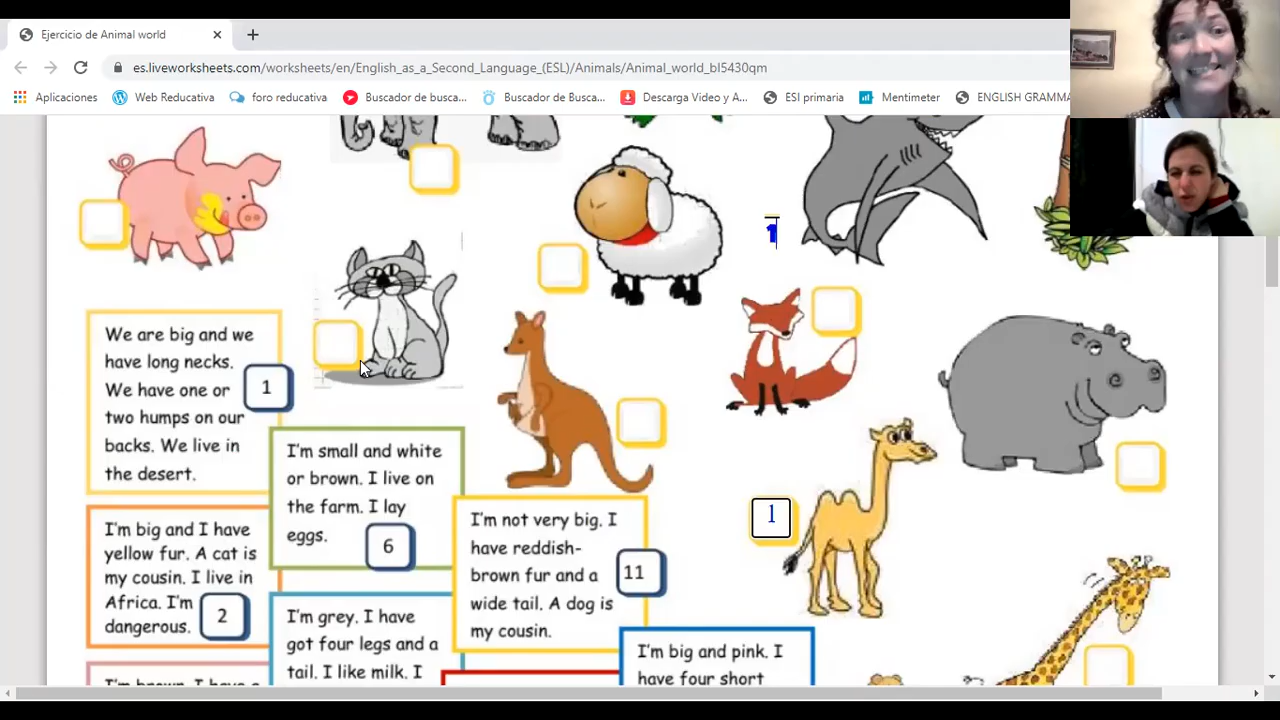 Ejercicio de Animal world
es.liveworksheets.com/worksheets/en/English_as_a_Second_Language_(ESL)/Animals/Animal_world_bl5430qm
Aplicaciones Web Reducativa foro reducativa Buscador de busca... Buscador de Busca... Descarga Video y A... ESI primaria Mentimeter ENGLISH GRAMMA
1
We are big and we
have long necks.
We have one or
two humps on our
backs. We live in
the desert.
1
I'm small and white
or brown. I live on
the farm. I lay
eggs.
6
I'm not very big. I
have reddish-
brown fur and a
wide tail. A dog is
my cousin.
11
1
I'm big and I have
yellow fur. A cat is
my cousin. I live in
Africa. I'm
dangerous.
2
I'm grey. I have
got four legs and a
tail. I like milk. I
I'm big and pink. I
have four short
I'm brown. I have a